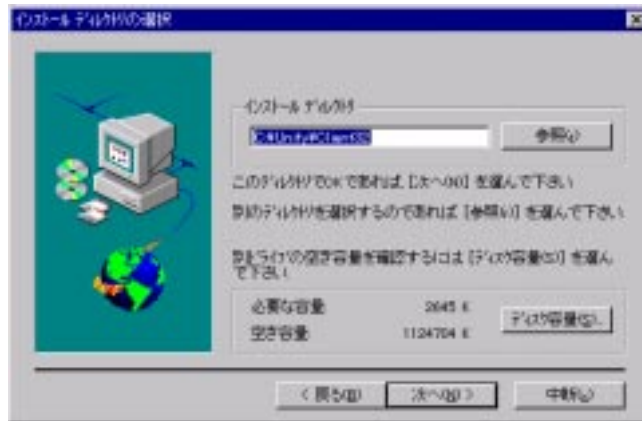 インストール ディレクトリの選択
インストール ディレクトリ
参照
このディレクトリでOKであれば、[次へ(N)] を選んで下さい
別のディレクトリを選択するのであれば、[参照] を選んで下さい
別ドライブの空き容量を確認するには [ディスク容量(S)] を選ん
で下さい
必要な容量 2645 K
空き容量 1124704 K
ディスク容量(S)...
< 戻る(B)
次へ(N) >
中断